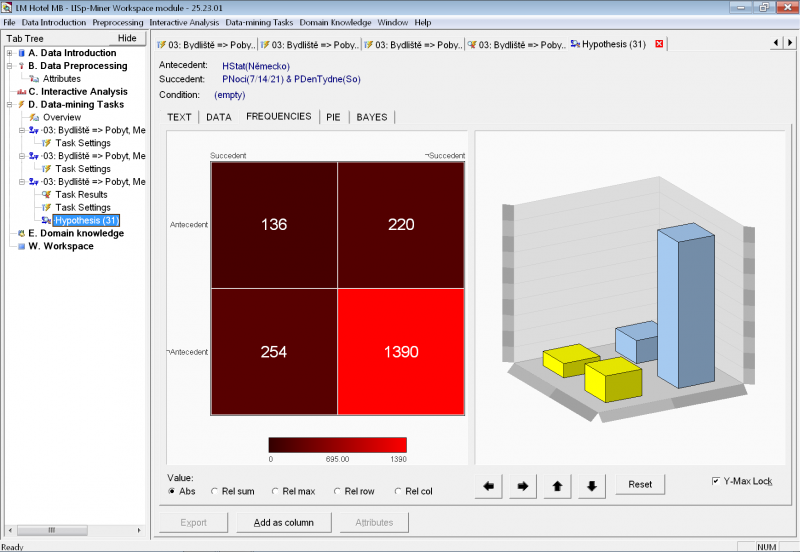 LM Hotel MB - LISp-Miner Workspace module - 25.23.01
File Data Introduction Preprocessing Interactive Analysis Data-mining Tasks Domain Knowledge Window Help
Tab Tree Hide
A. Data Introduction
B. Data Preprocessing
Attributes
C. Interactive Analysis
D. Data-mining Tasks
Overview
03: Bydliště => Pobyt, Me
Task Settings
03: Bydliště => Pobyt, Me
Task Settings
03: Bydliště => Pobyt, Me
Task Results
Task Settings
Hypothesis (31)
E. Domain knowledge
W. Workspace
03: Bydliště => Poby.. 03: Bydliště => Poby.. 03: Bydliště => Poby.. 03: Bydliště => Poby.. Hypothesis (31)
Antecedent: HStat(Německo)
Succedent: PNoci(7/14/21) & PDenTydne(So)
Condition: (empty)
TEXT DATA FREQUENCIES PIE BAYES
Succedent ¬Succedent
Antecedent 136 220
¬Antecedent 254 1390
0 695.00 1390
Value:
Abs Rel sum Rel max Rel row Rel col
Reset
Y-Max Lock
Export Add as column Attributes
Ready NUM